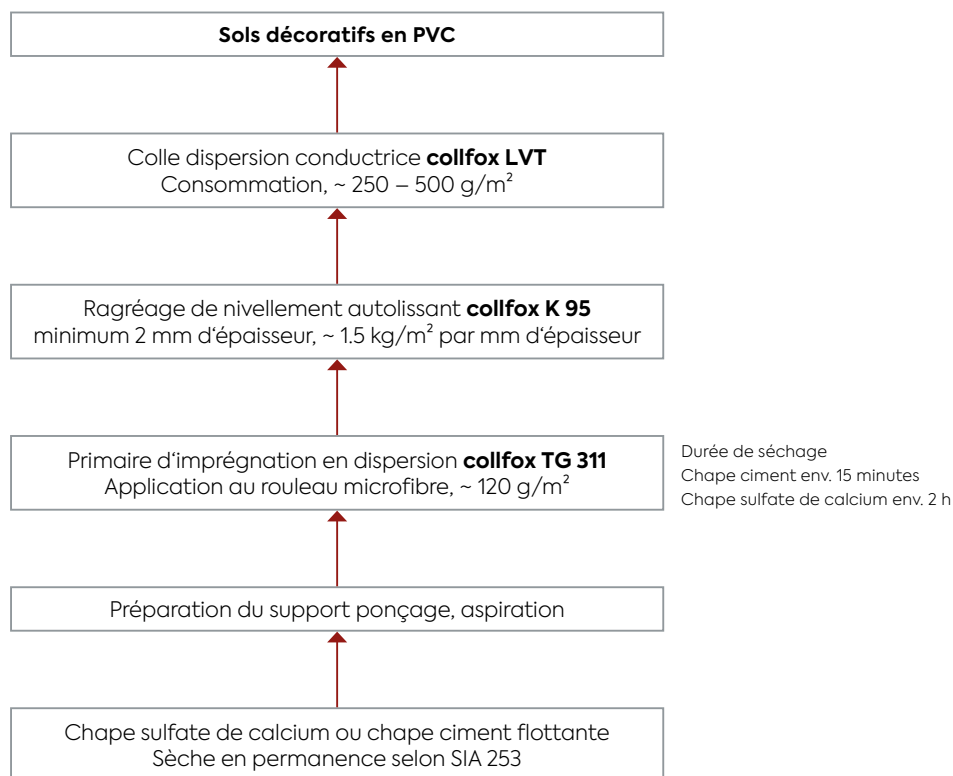 Sols décoratifs en PVC
Colle dispersion conductrice collfox LVT
Consommation, ~ 250 – 500 g/m²
Ragréage de nivellement autolissant collfox K 95
minimum 2 mm d‘épaisseur, ~ 1.5 kg/m² par mm d‘épaisseur
Primaire d‘imprégnation en dispersion collfox TG 311
Application au rouleau microfibre, ~ 120 g/m²
Durée de séchage
Chape ciment env. 15 minutes
Chape sulfate de calcium env. 2 h
Préparation du support ponçage, aspiration
Chape sulfate de calcium ou chape ciment flottante
Sèche en permanence selon SIA 253